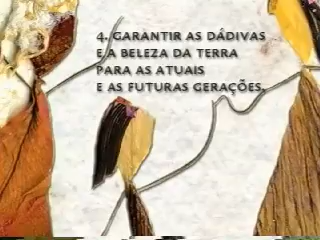 4. GARANTIR AS DÁDIVAS
E A BELEZA DA TERRA
PARA AS ATUAIS
E AS FUTURAS GERAÇÕES.